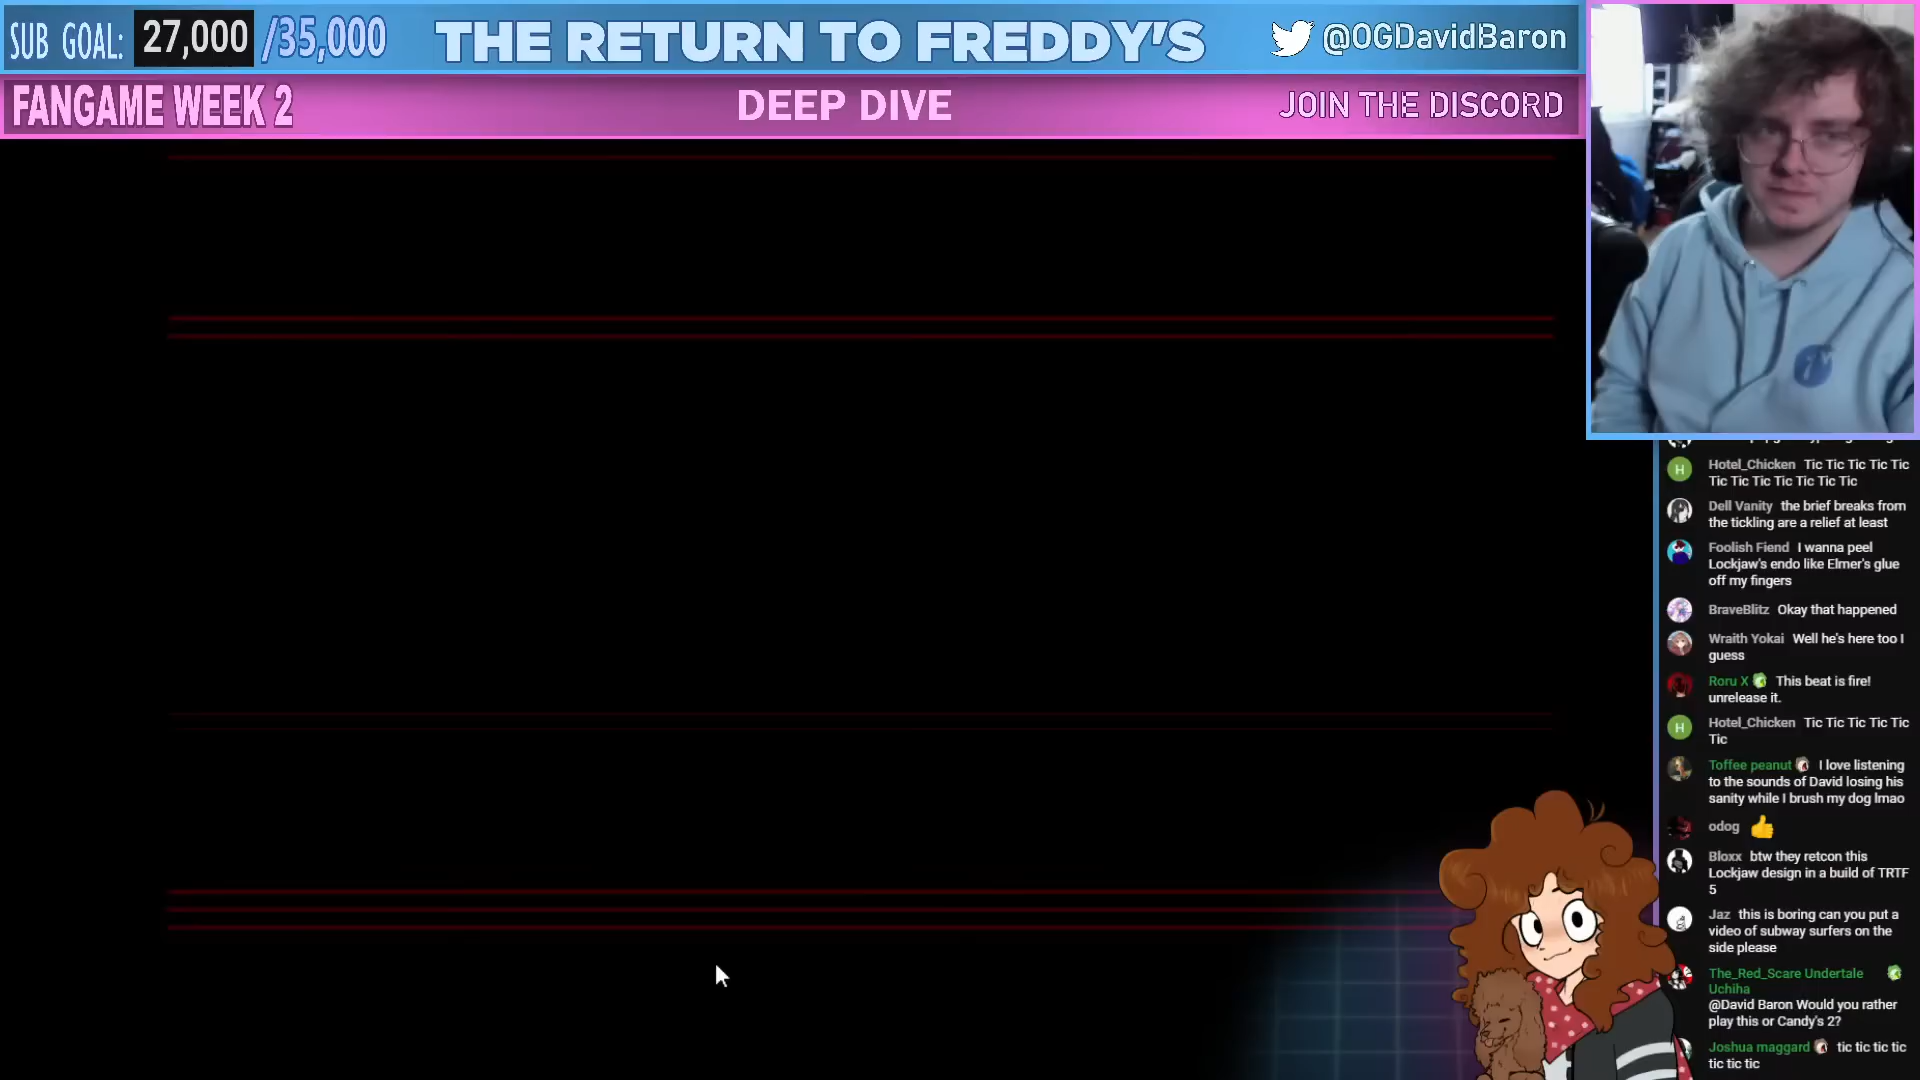 SUB GOAL: 27,000 /35,000
THE RETURN TO FREDDY'S
@OGDavidBaron
FANGAME WEEK 2
DEEP DIVE
JOIN THE DISCORD
Hotel_Chicken Tic Tic Tic Tic Tic
Tic Tic Tic Tic Tic Tic Tic
Dell Vanity the brief breaks from
the tickling are a relief at least
Foolish Fiend I wanna peel
Lockjaw's endo like Elmer's glue
off my fingers
BraveBlitz Okay that happened
Wraith Yokai Well he's here too I
guess
Roru X This beat is fire!
unrelease it.
H
Hotel_Chicken Tic Tic Tic Tic Tic
Tic
H
Toffee peanut I love listening
to the sounds of David losing his
sanity while I brush my dog lmao
odog
Bloxx btw they retcon this
Lockjaw design in a build of TRTF
5
Jaz this is boring can you put a
video of subway surfers on the
side please
The_Red_Scare Undertale
Uchiha
@David Baron Would you rather
play this or Candy's 2?
Joshua maggard tic tic tic tic
tic tic tic